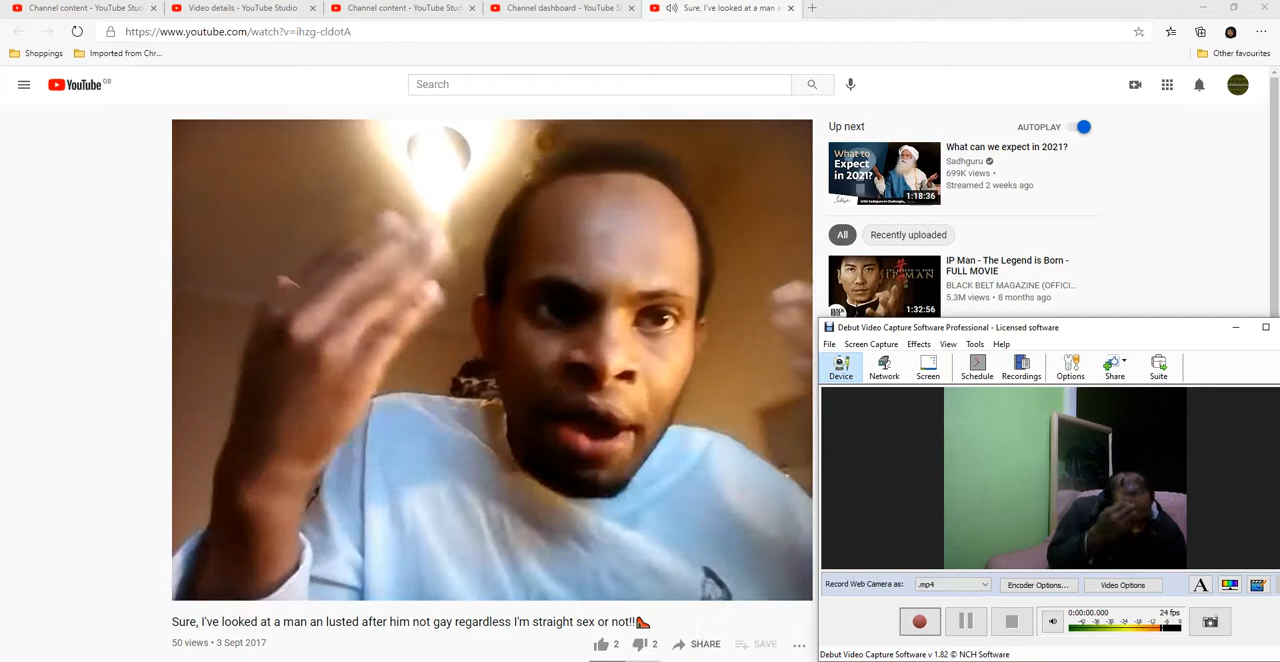 Channel content - YouTube Stud
Video details - YouTube Studio
Channel content - YouTube Stud
Channel dashboard - YouTube S
Sure, I've looked at a man a
https://www.youtube.com/watch?v=ihzg-cldotA
Shoppings
Imported from Chr...
Other favourites
YouTube GB
Search
Up next
AUTOPLAY
What to Expect in 2021?
1:18:36
What can we expect in 2021?
Sadhguru
699K views •
Streamed 2 weeks ago
All
Recently uploaded
IP MAN
1:32:56
IP Man - The Legend is Born -
FULL MOVIE
BLACK BELT MAGAZINE (OFFICI...
5.3M views • 8 months ago
Debut Video Capture Software Professional - Licensed software
File Screen Capture Effects View Tools Help
Device Network Screen Schedule Recordings Options Share Suite
Record Web Camera as: .mp4 Encoder Options... Video Options
A
0:00:00.000 24 fps
Debut Video Capture Software v 1.82 © NCH Software
Sure, I've looked at a man an lusted after him not gay regardless I'm straight sex or not!!👠
50 views • 3 Sept 2017
2
2
SHARE
SAVE